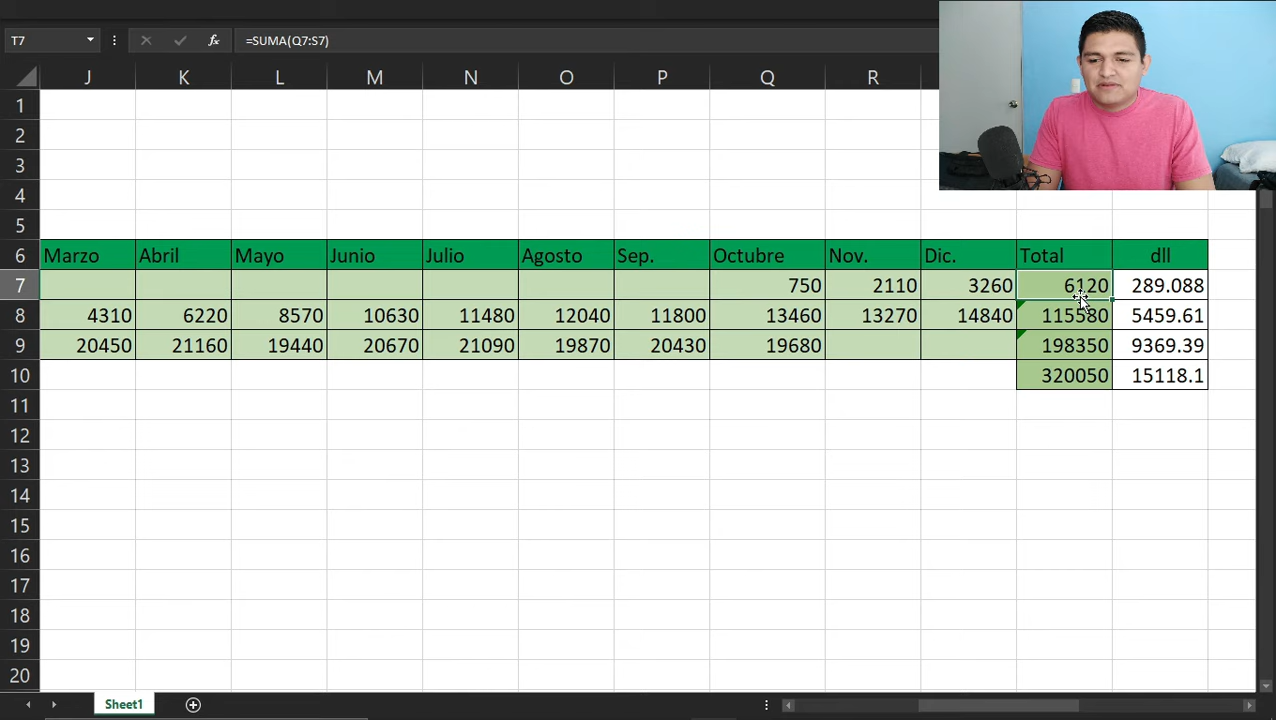 T7 fx =SUMA(Q7:S7)
J K L M N O P Q R
1
2
3
4
5
6 Marzo Abril Mayo Junio Julio Agosto Sep. Octubre Nov. Dic. Total dll
7 750 2110 3260 6120 289.088
8 4310 6220 8570 10630 11480 12040 11800 13460 13270 14840 115580 5459.61
9 20450 21160 19440 20670 21090 19870 20430 19680 198350 9369.39
10 320050 15118.1
11
12
13
14
15
16
17
18
19
20
Sheet1